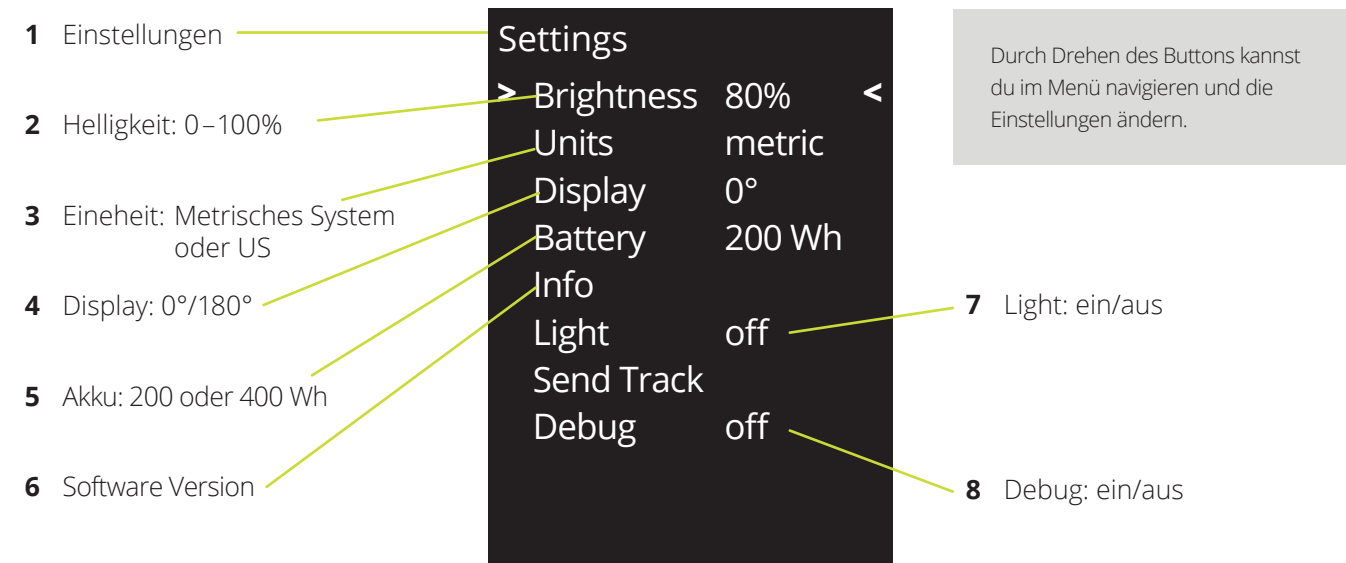 1 Einstellungen
2 Helligkeit: 0–100%
3 Eineheit: Metrisches System
oder US
4 Display: 0°/180°
5 Akku: 200 oder 400 Wh
6 Software Version
Settings
> Brightness 80% <
Units metric
Display 0°
Battery 200 Wh
Info
Light off
Send Track
Debug off
Durch Drehen des Buttons kannst
du im Menü navigieren und die
Einstellungen ändern.
7 Light: ein/aus
8 Debug: ein/aus